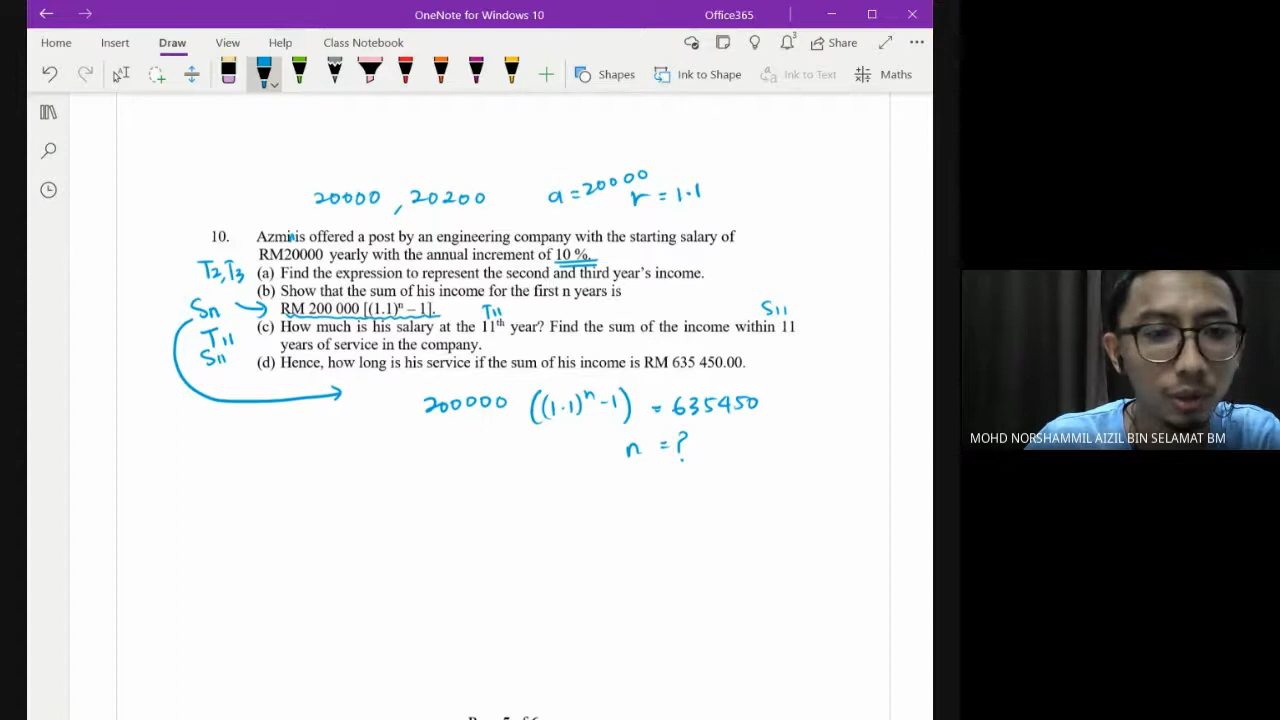 OneNote for Windows 10 Office365
Home Insert Draw View Help Class Notebook Share
Shapes Ink to Shape Ink to Text Maths
20000 , 20200 a = 20000 r = 1.1
10. Azmi is offered a post by an engineering company with the starting salary of
RM20000 yearly with the annual increment of 10 %.
T2, T3 (a) Find the expression to represent the second and third year's income.
(b) Show that the sum of his income for the first n years is
Sn RM 200 000 [(1.1)ⁿ – 1]. T11 S11
(c) How much is his salary at the 11th year? Find the sum of the income within 11
T11 years of service in the company.
S11 (d) Hence, how long is his service if the sum of his income is RM 635 450.00.
200000 ((1.1)ⁿ - 1) = 635450
n = ?
MOHD NORSHAMMIL AIZIL BIN SELAMAT BM